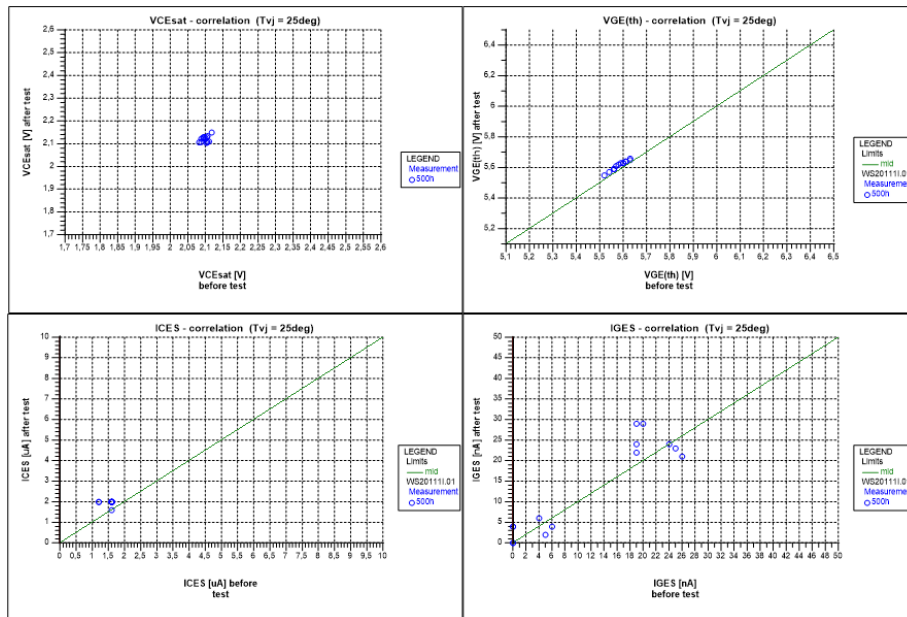 VCEsat - correlation (Tvj = 25deg)
VCEsat [V] after test
2,6
2,5
2,4
2,3
2,2
2,1
2
1,9
1,8
1,7
1,7 1,75 1,8 1,85 1,9 1,95 2 2,05 2,1 2,15 2,2 2,25 2,3 2,35 2,4 2,45 2,5 2,55 2,6
VCEsat [V]
before test
LEGEND
Measurement
500h
VGE(th) - correlation (Tvj = 25deg)
VGE(th) [V] after test
6,4
6,2
6
5,8
5,6
5,4
5,2
5,1 5,2 5,3 5,4 5,5 5,6 5,7 5,8 5,9 6 6,1 6,2 6,3 6,4 6,5
VGE(th) [V]
before test
LEGEND
Limits
mid
WS20111I.01
Measurement
500h
ICES - correlation (Tvj = 25deg)
ICES [uA] after test
10
9
8
7
6
5
4
3
2
1
0
0 0,5 1 1,5 2 2,5 3 3,5 4 4,5 5 5,5 6 6,5 7 7,5 8 8,5 9 9,5 10
ICES [uA] before
test
LEGEND
Limits
mid
WS20111I.01
Measurement
500h
IGES - correlation (Tvj = 25deg)
IGES [nA] after test
50
45
40
35
30
25
20
15
10
5
0
0 2 4 6 8 10 12 14 16 18 20 22 24 26 28 30 32 34 36 38 40 42 44 46 48 50
IGES [nA]
before test
LEGEND
Limits
mid
WS20111I.01
Measurement
500h